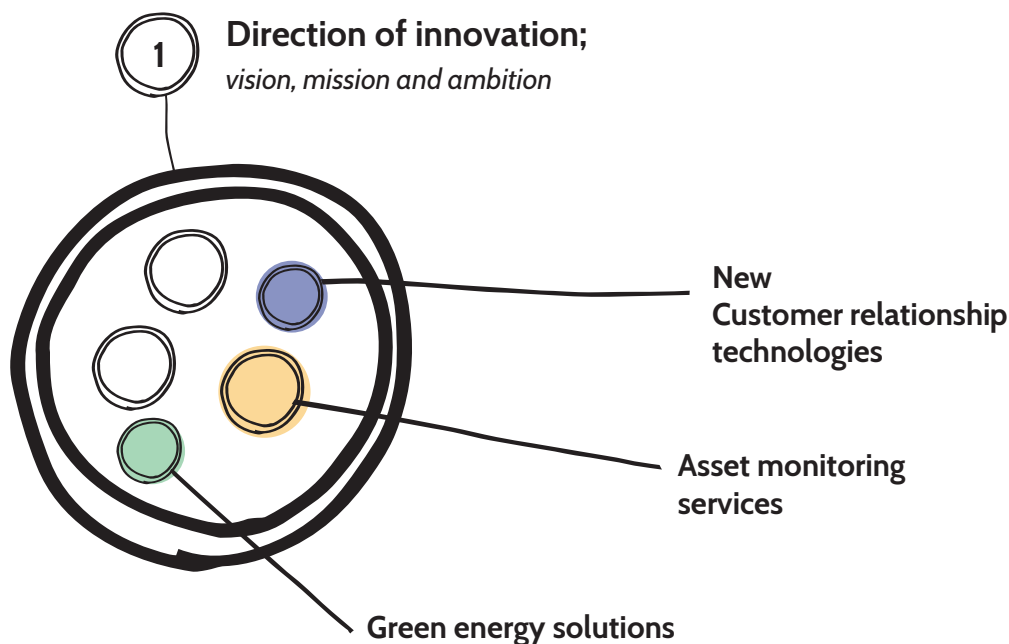 1
Direction of innovation;
vision, mission and ambition
New
Customer relationship
technologies
Asset monitoring
services
Green energy solutions